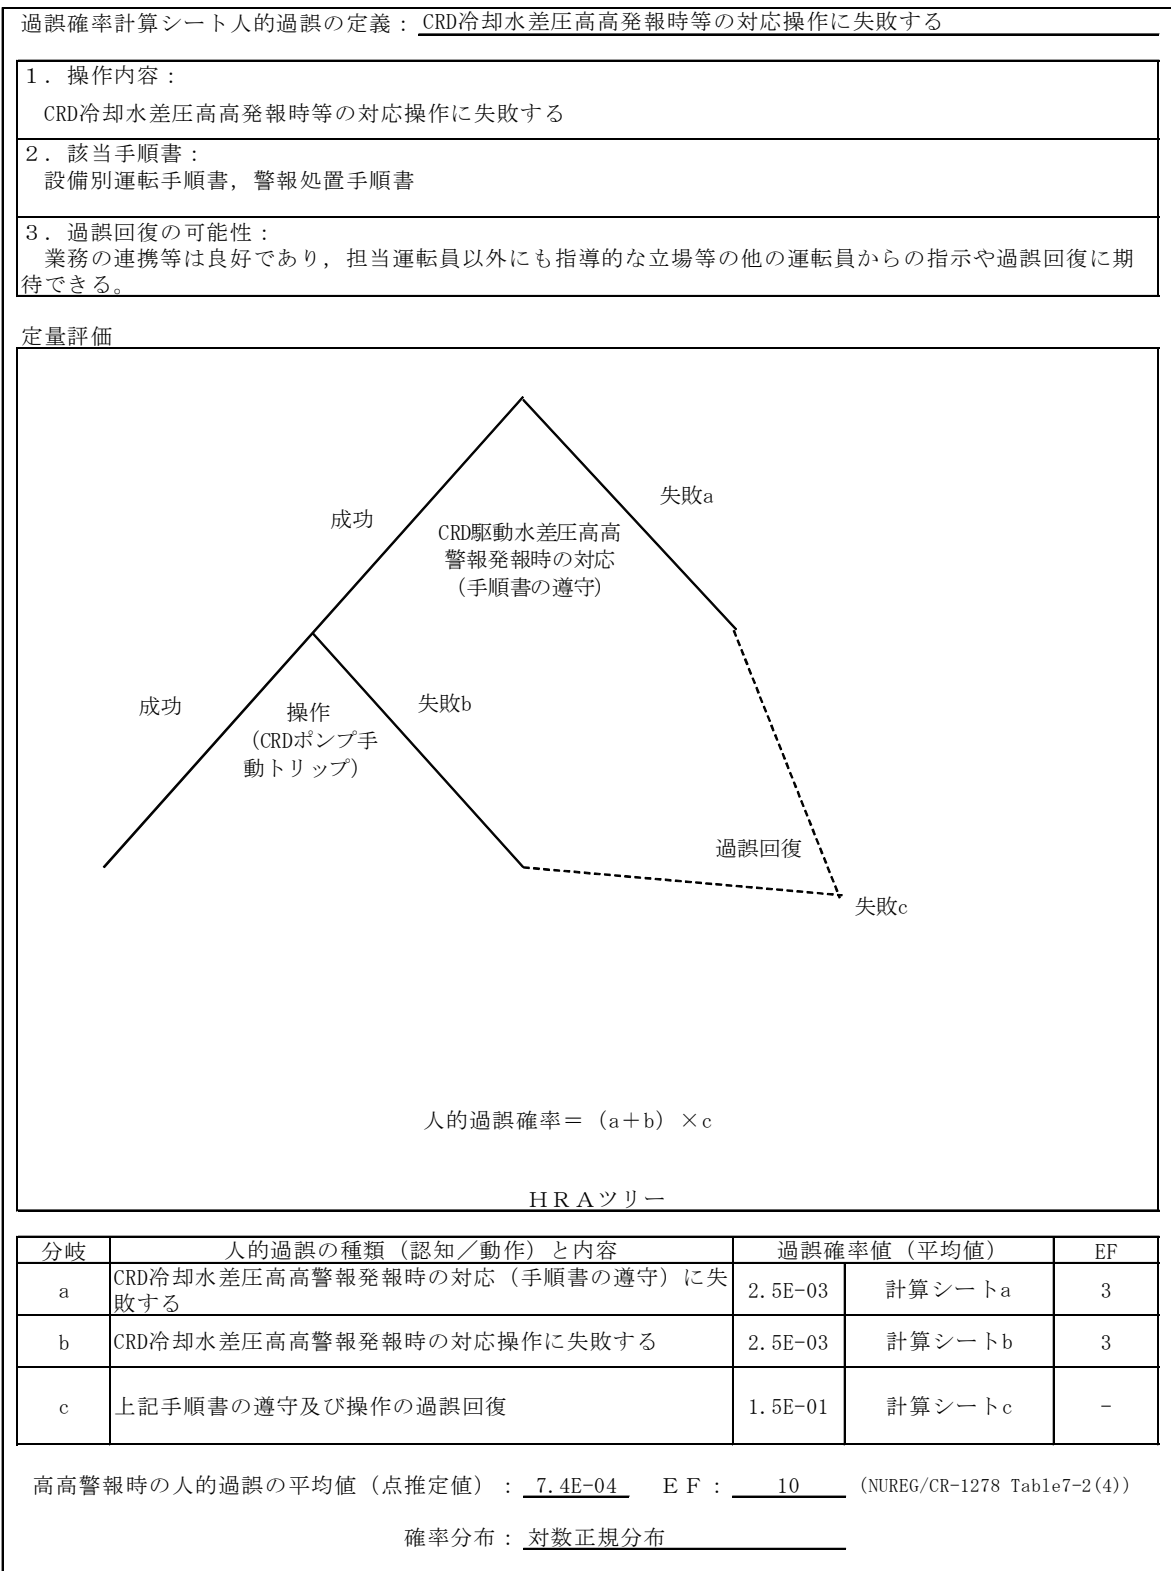 過誤確率計算シート人的過誤の定義：CRD冷却水差圧高高発報時等の対応操作に失敗する
１．操作内容：
CRD冷却水差圧高高発報時等の対応操作に失敗する
２．該当手順書：
設備別運転手順書，警報処置手順書
３．過誤回復の可能性：
業務の連携等は良好であり，担当運転員以外にも指導的な立場等の他の運転員からの指示や過誤回復に期
待できる。
定量評価
失敗a
成功
CRD駆動水差圧高高
警報発報時の対応
（手順書の遵守）
成功
失敗b
操作
（CRDポンプ手
動トリップ）
過誤回復
失敗c
人的過誤確率＝（a＋b）×c
ＨＲＡツリー
分岐 人的過誤の種類（認知／動作）と内容 過誤確率値（平均値） EF
a CRD冷却水差圧高高警報発報時の対応（手順書の遵守）に失
敗する 2.5E-03 計算シートa 3
b CRD冷却水差圧高高警報発報時の対応操作に失敗する 2.5E-03 計算シートb 3
c 上記手順書の遵守及び操作の過誤回復 1.5E-01 計算シートc -
高高警報時の人的過誤の平均値（点推定値）：7.4E-04 ＥＦ：10 (NUREG/CR-1278 Table7-2(4))
確率分布：対数正規分布